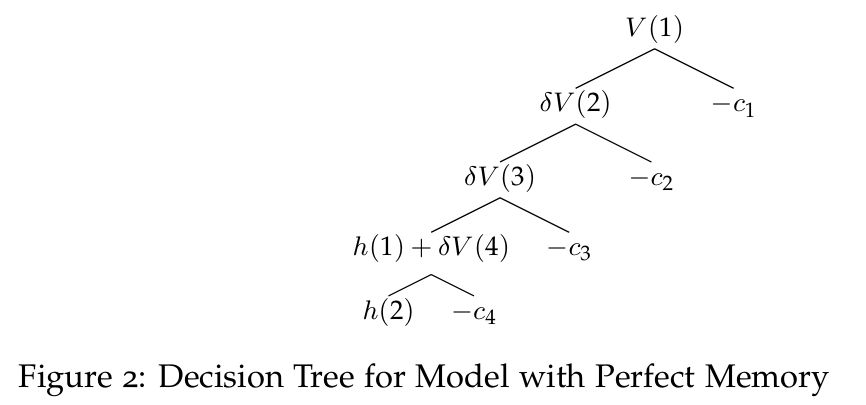 V(1)
δV(2) −c₁
δV(3) −c₂
h(1) + δV(4) −c₃
h(2) −c₄
Figure 2: Decision Tree for Model with Perfect Memory